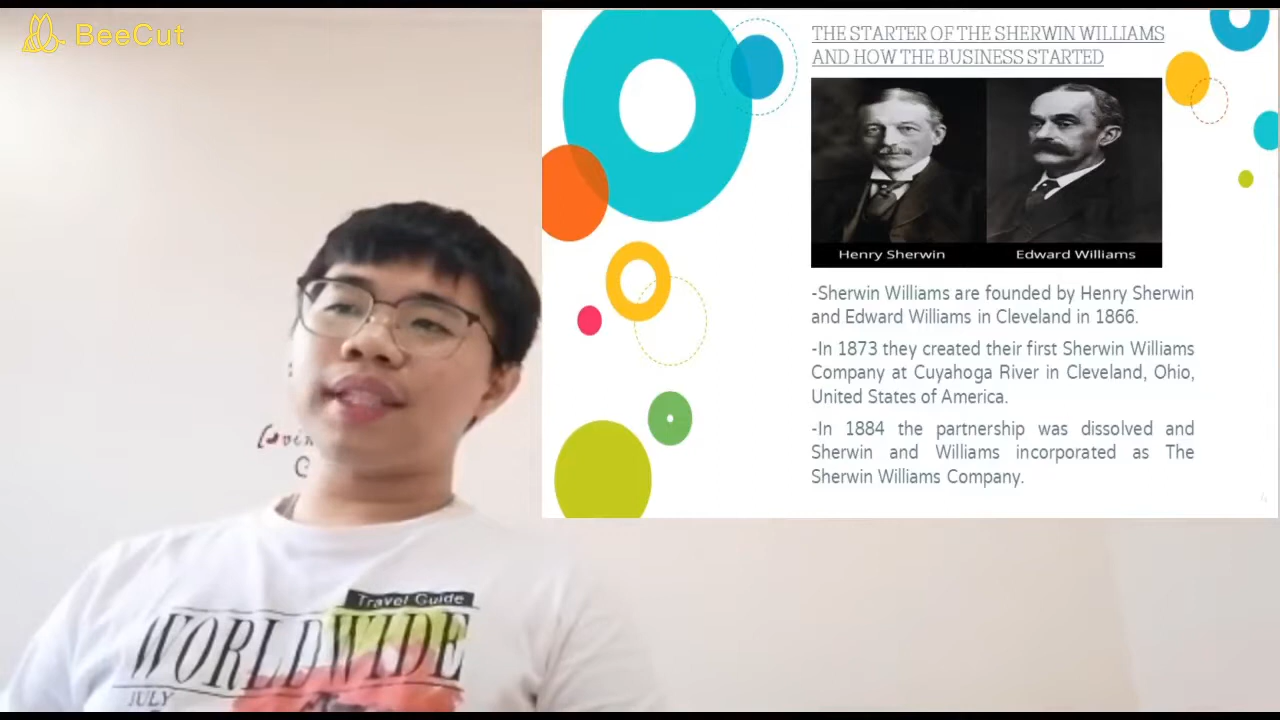 BeeCut
THE STARTER OF THE SHERWIN WILLIAMS
AND HOW THE BUSINESS STARTED
Henry Sherwin
Edward Williams
-Sherwin Williams are founded by Henry Sherwin
and Edward Williams in Cleveland in 1866.
-In 1873 they created their first Sherwin Williams
Company at Cuyahoga River in Cleveland, Ohio,
United States of America.
-In 1884 the partnership was dissolved and
Sherwin and Williams incorporated as The
Sherwin Williams Company.
Travel Guide
WORLDWIDE
JULY